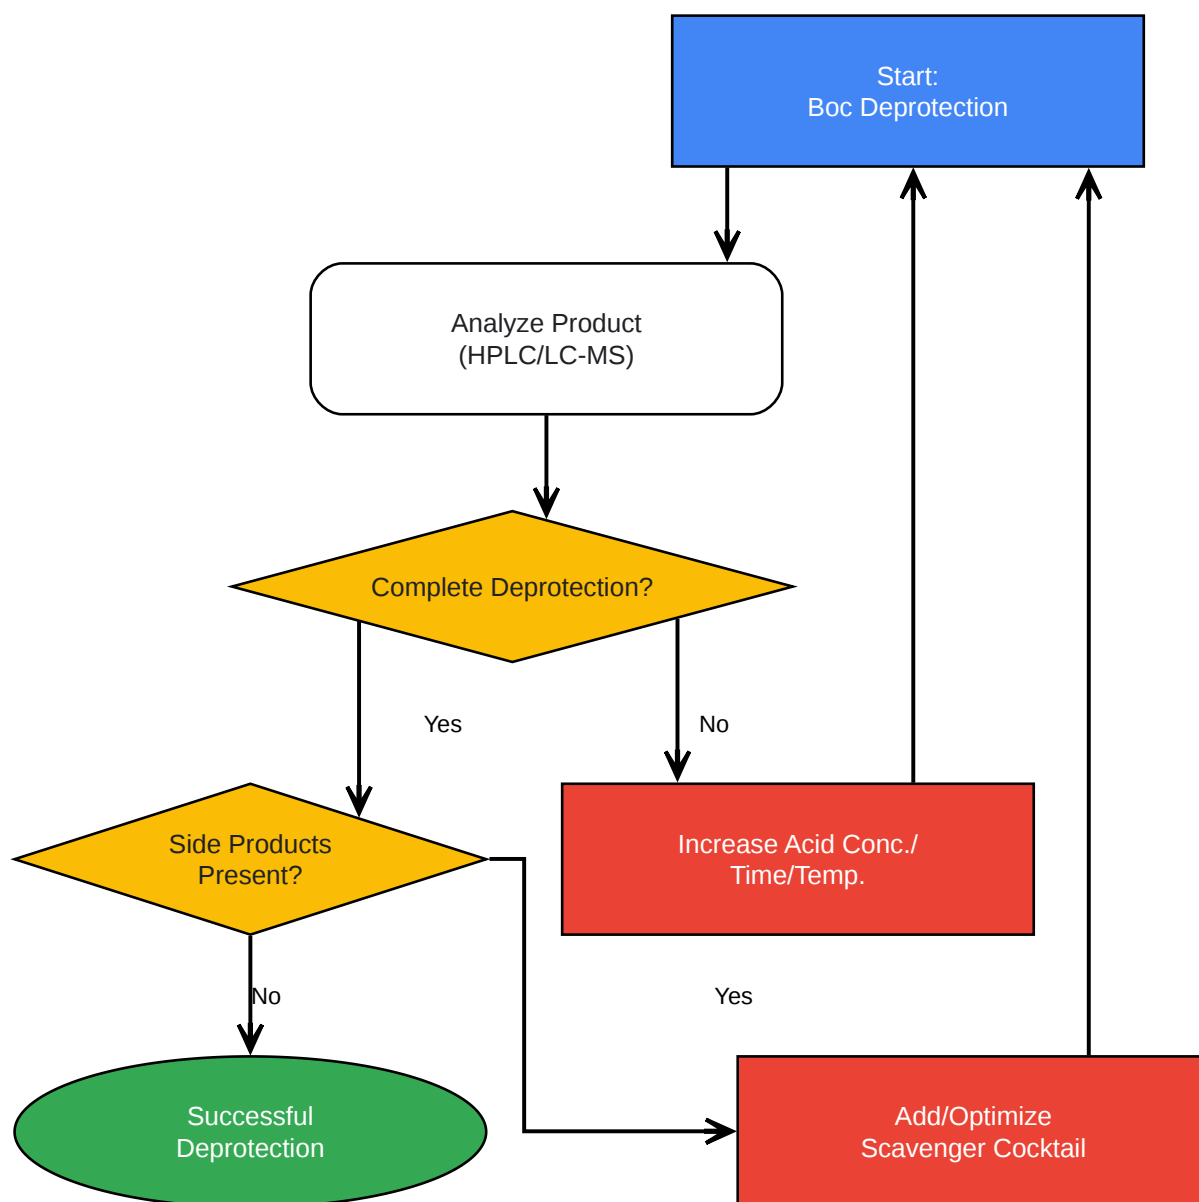 Start:
Boc Deprotection
Analyze Product
(HPLC/LC-MS)
Complete Deprotection?
Yes
No
Side Products
Present?
Increase Acid Conc./
Time/Temp.
No
Yes
Successful
Deprotection
Add/Optimize
Scavenger Cocktail